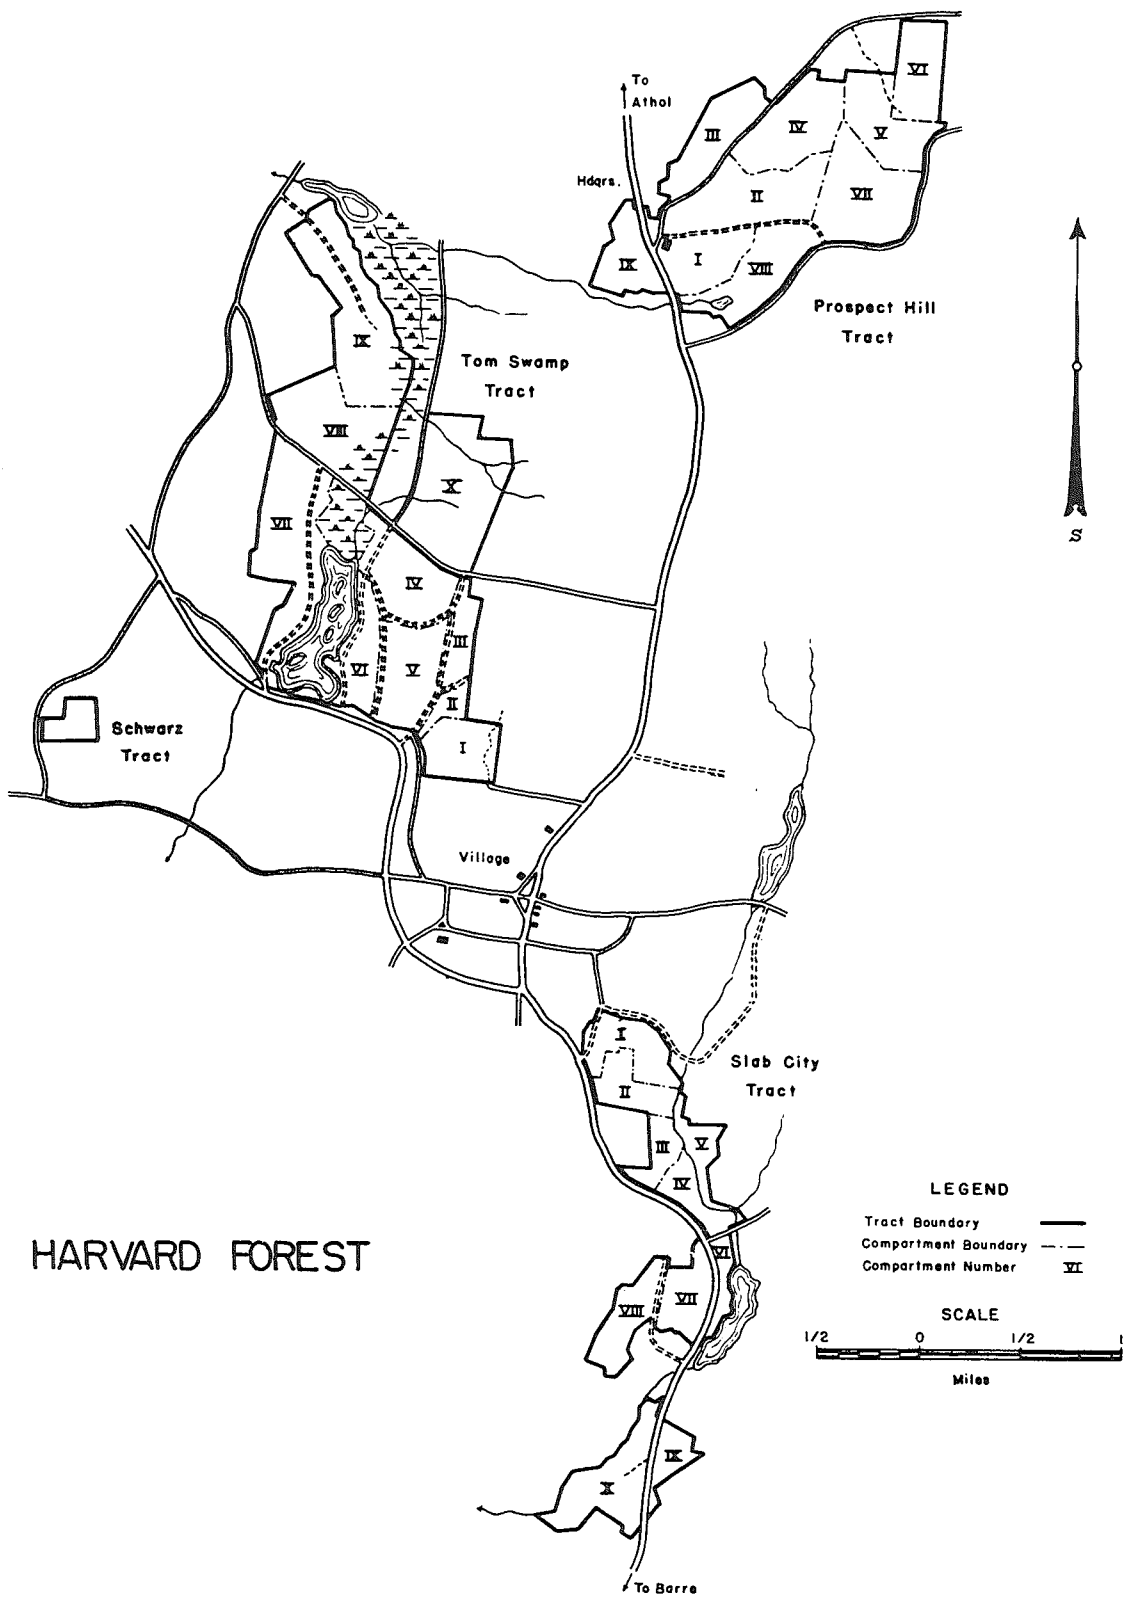 VI
To
Athol
III
IV
V
Hdqrs.
II
VII
IX
I
VIII
Prospect Hill
Tract
IX
Tom Swamp
Tract
VIII
X
VII
S
IV
III
VI
V
II
Schwarz
Tract
I
Village
I
Slab City
Tract
II
III
V
IV
LEGEND
Tract Boundary
Compartment Boundary
Compartment Number
VI
HARVARD FOREST
VI
VII
VIII
SCALE
1/2 0 1/2 1
Miles
IX
X
To Barre